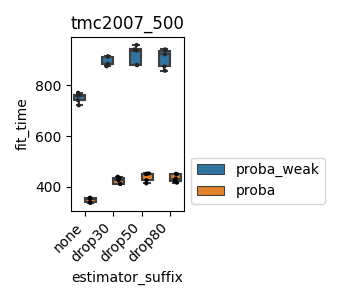 tmc2007_500
fit_time
800
600
400
none
drop30
drop50
drop80
estimator_suffix
proba_weak
proba